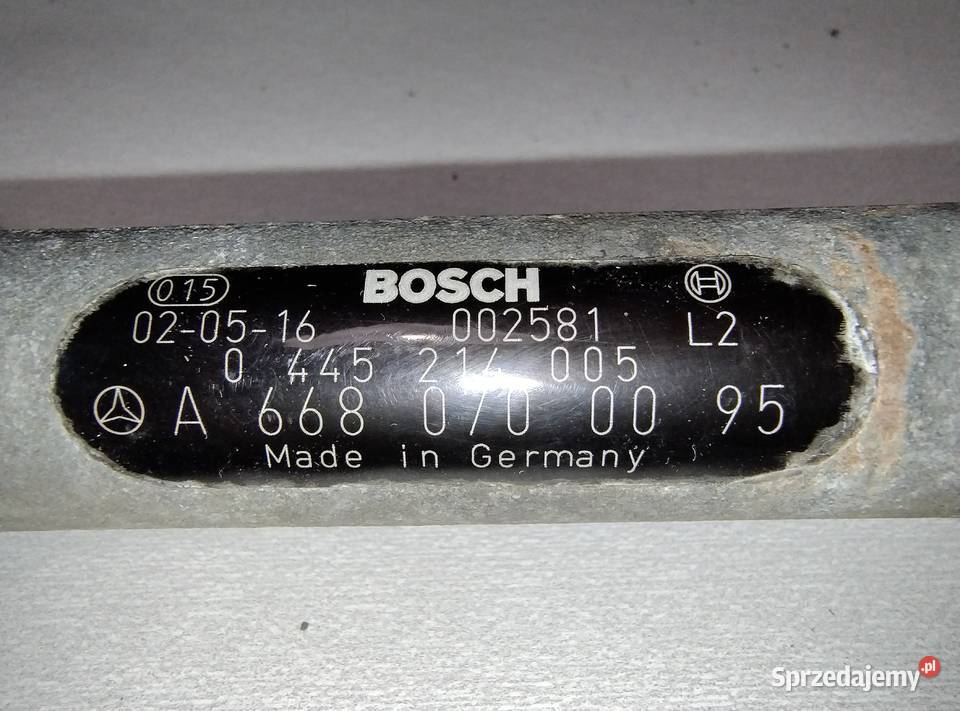 0.15 BOSCH
02-05-16 002581 L2
0 445 214 005
A 668 070 00 95
Made in Germany
Sprzedajemy.pl